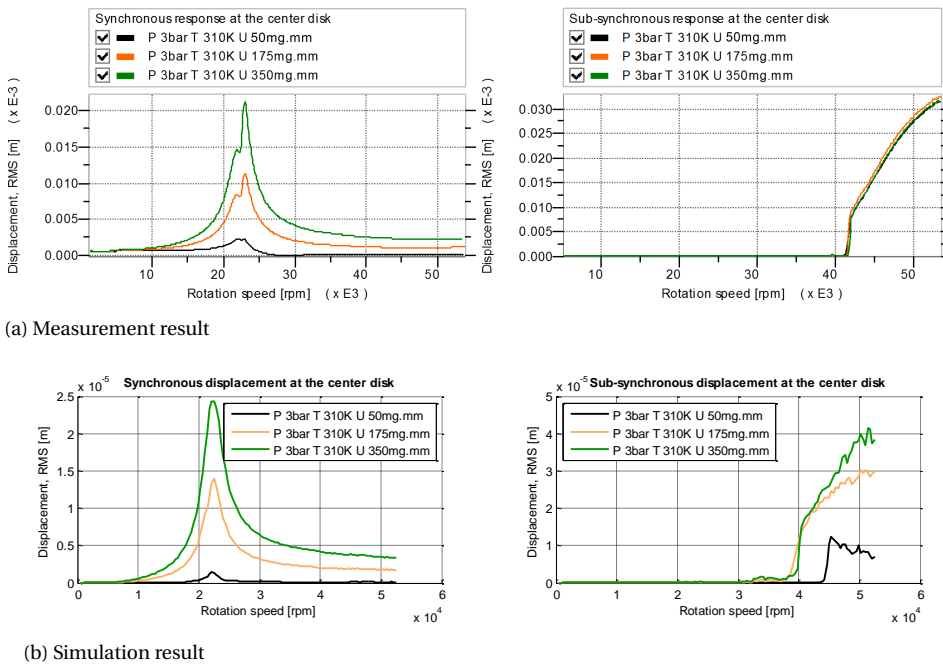 Synchronous response at the center disk
P 3bar T 310K U 50mg.mm
P 3bar T 310K U 175mg.mm
P 3bar T 310K U 350mg.mm
Displacement, RMS [m] ( x E-3 )
0.020
0.015
0.010
0.005
0.000
10 20 30 40 50
Rotation speed [rpm] ( x E3 )
Sub-synchronous response at the center disk
P 3bar T 310K U 50mg.mm
P 3bar T 310K U 175mg.mm
P 3bar T 310K U 350mg.mm
Displacement, RMS [m] ( x E-3 )
0.030
0.025
0.020
0.015
0.010
0.005
0.000
10 20 30 40 50
Rotation speed [rpm] ( x E3 )
(a) Measurement result
x 10-5
Synchronous displacement at the center disk
P 3bar T 310K U 50mg.mm
P 3bar T 310K U 175mg.mm
P 3bar T 310K U 350mg.mm
Displacement, RMS [m]
2.5
2
1.5
1
0.5
0
0 1 2 3 4 5 6
Rotation speed [rpm]
x 10 4
x 10-5
Sub-synchronous displacement at the center disk
P 3bar T 310K U 50mg.mm
P 3bar T 310K U 175mg.mm
P 3bar T 310K U 350mg.mm
Displacement, RMS [m]
5
4
3
2
1
0
0 1 2 3 4 5 6
Rotation speed [rpm]
x 10 4
(b) Simulation result